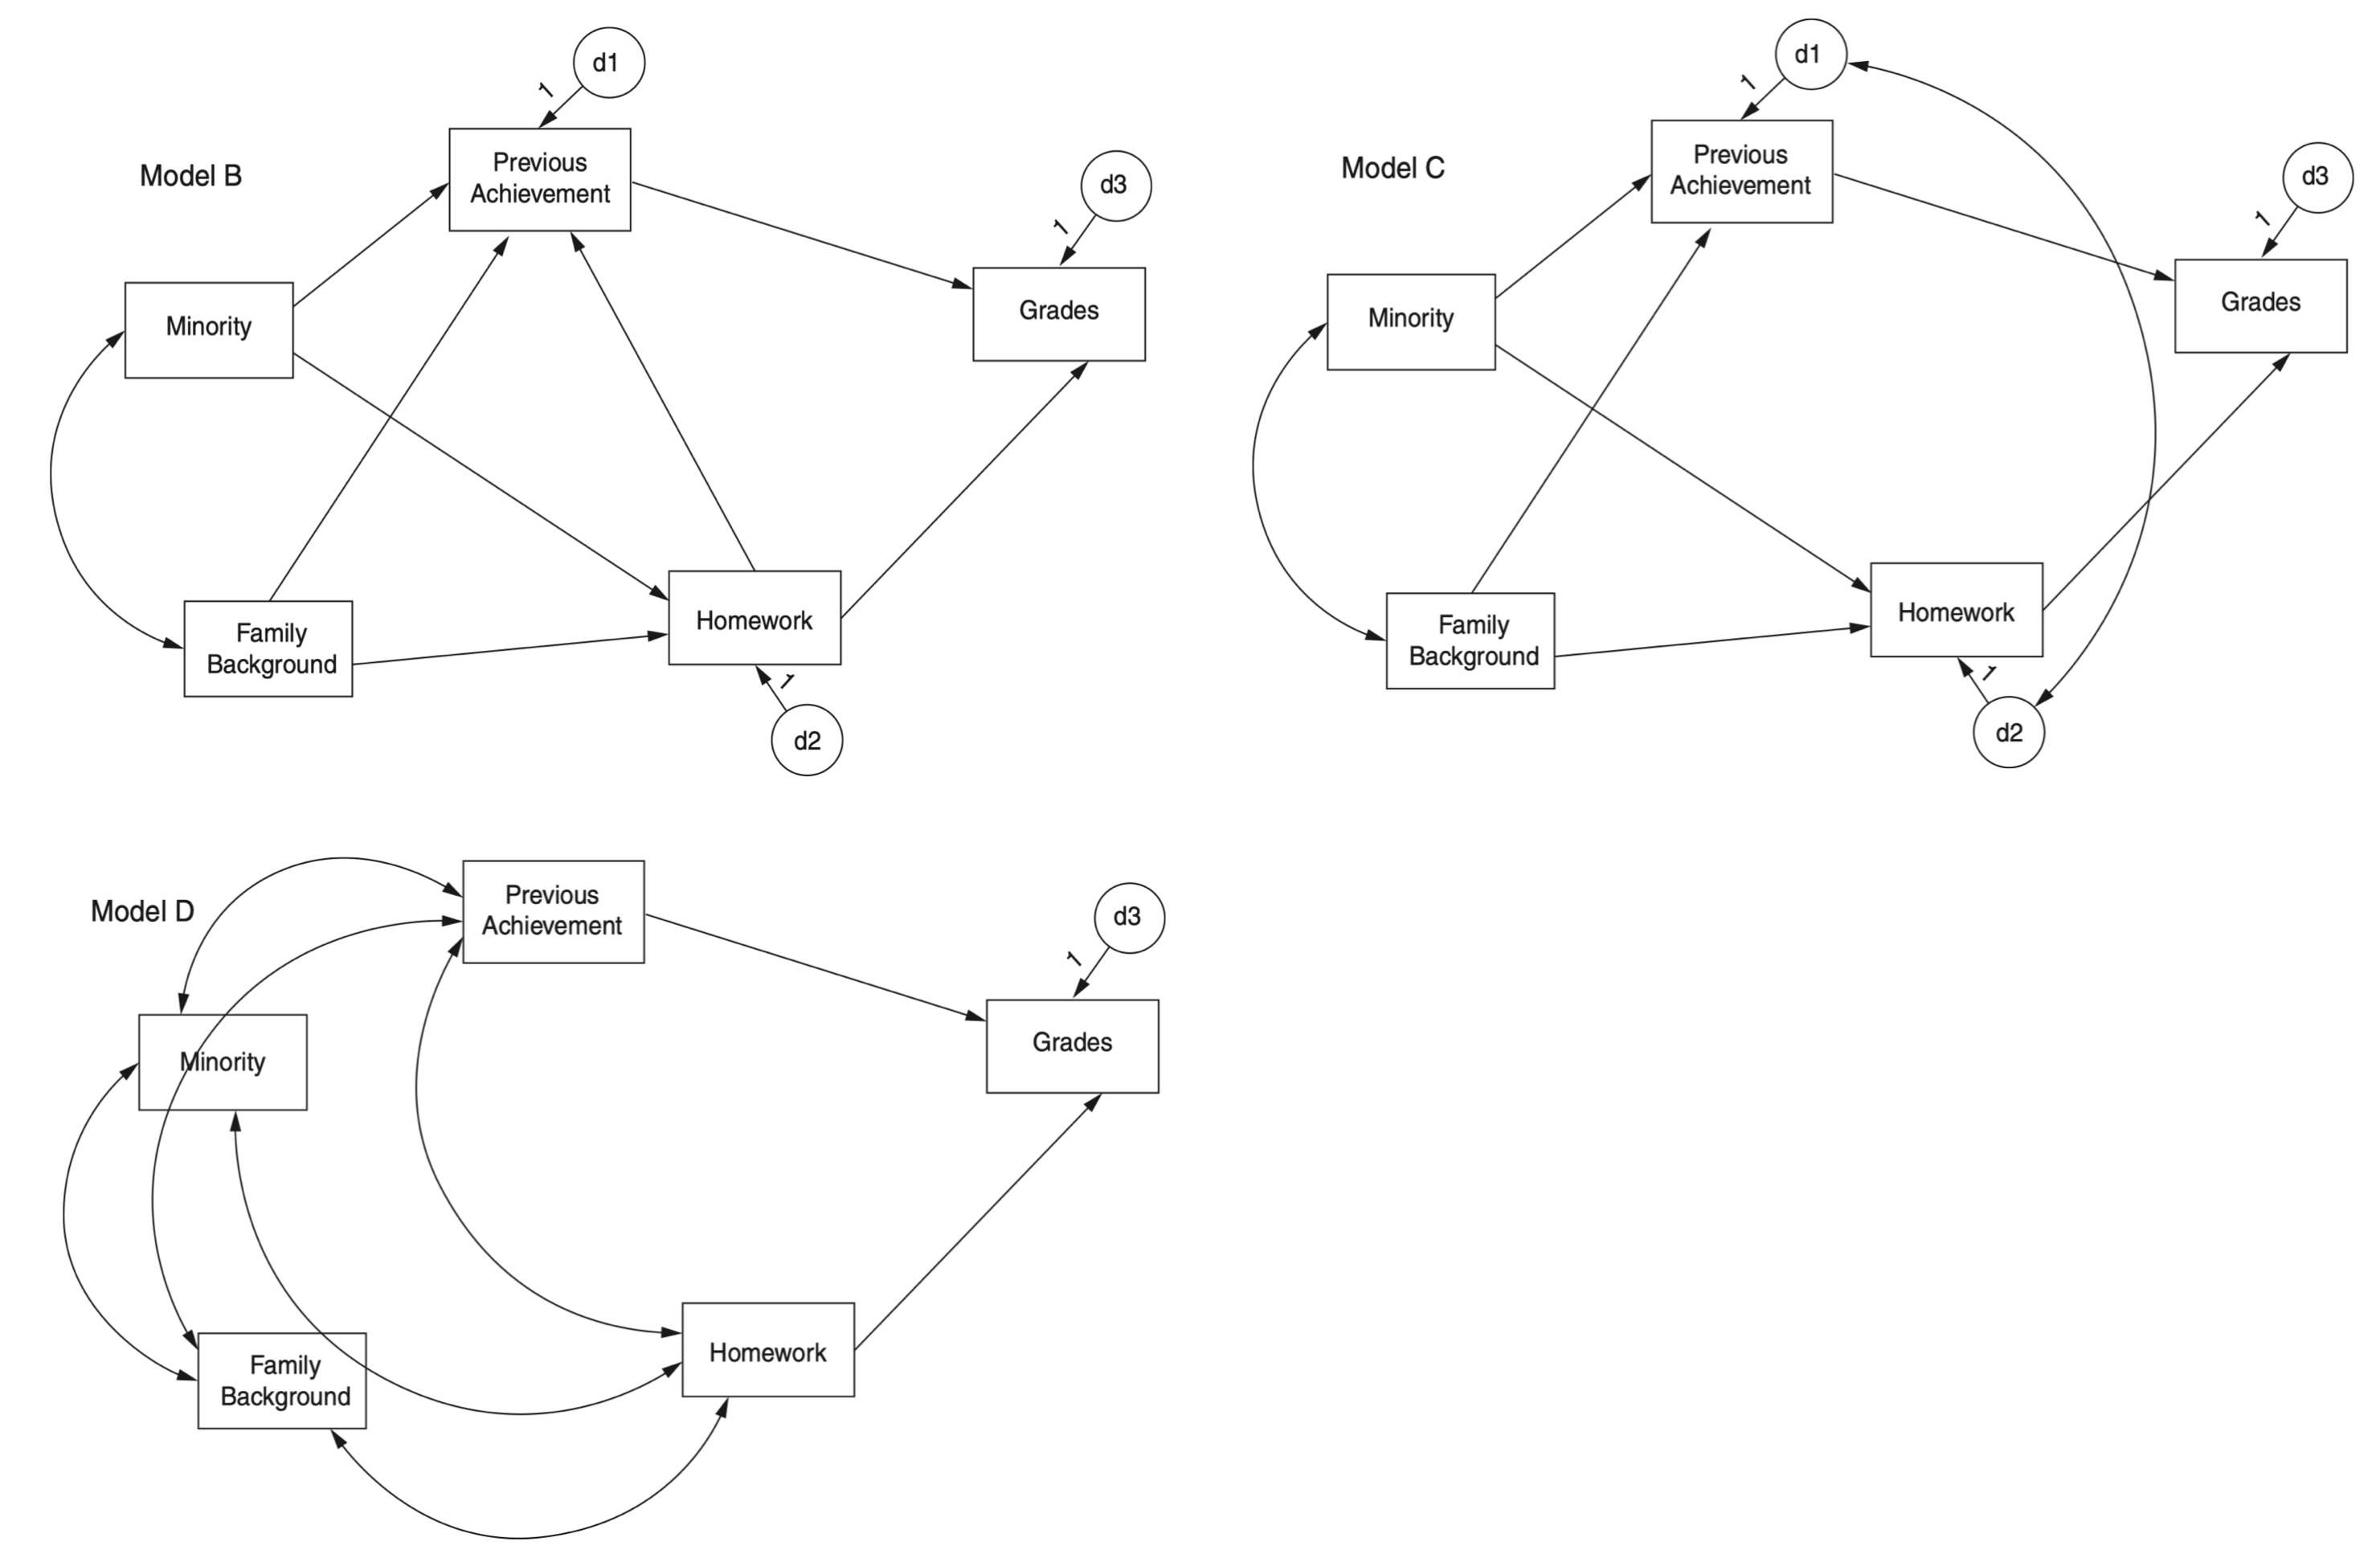 Model B
d1
1
Previous
Achievement
d3
1
Grades
Minority
Family
Background
Homework
1
d2
Model C
d1
1
Previous
Achievement
d3
1
Grades
Minority
Family
Background
Homework
1
d2
Model D
Previous
Achievement
d3
1
Grades
Minority
Family
Background
Homework